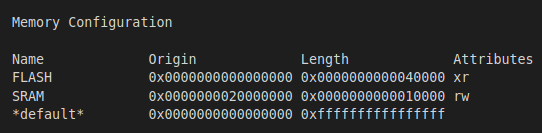 Memory Configuration
Name Origin Length Attributes
FLASH 0x0000000000000000 0x0000000000040000 xr
SRAM 0x0000000020000000 0x0000000000010000 rw
*default* 0x0000000000000000 0xffffffffffffffff